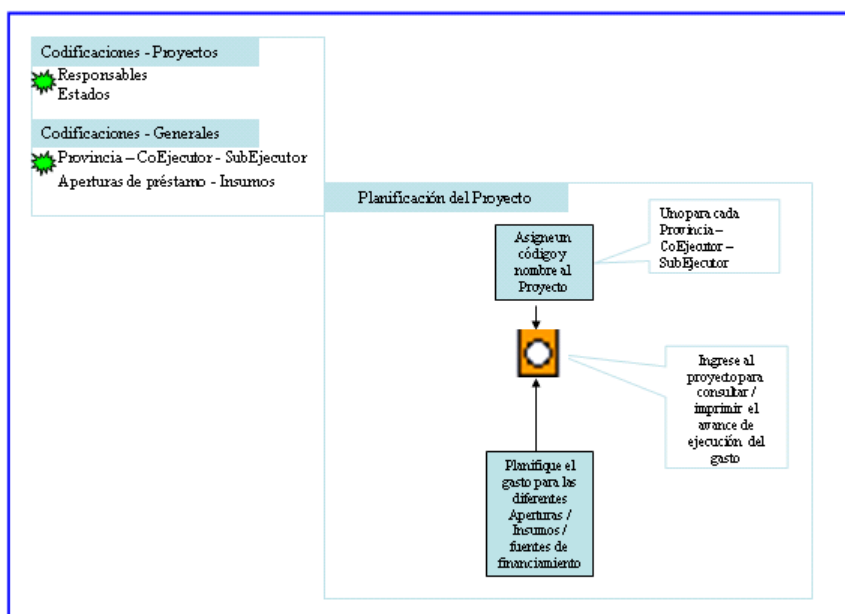 Codificaciones - Proyectos
Responsables
Estados
Codificaciones - Generales
Provincia – CoEjecutor - SubEjecutor
Aperturas de préstamo - Insumos
Planificación del Proyecto
Asigne un
código y
nombre al
Proyecto
Uno para cada
Provincia –
CoEjecutor –
SubEjecutor
Ingrese al
proyecto para
consultar /
imprimir el
avance de
ejecución del
gasto
Planifique el
gasto para las
diferentes
Aperturas /
Insumos /
fuentes de
financiamiento